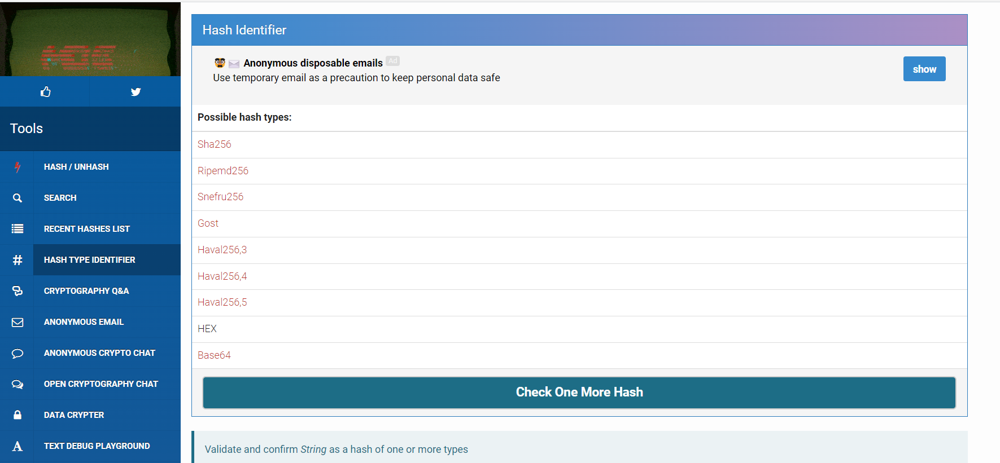 Tools
HASH / UNHASH
SEARCH
RECENT HASHES LIST
HASH TYPE IDENTIFIER
CRYPTOGRAPHY Q&A
ANONYMOUS EMAIL
ANONYMOUS CRYPTO CHAT
OPEN CRYPTOGRAPHY CHAT
DATA CRYPTER
TEXT DEBUG PLAYGROUND
Hash Identifier
Anonymous disposable emails Ad
Use temporary email as a precaution to keep personal data safe
show
Possible hash types:
Sha256
Ripemd256
Snefru256
Gost
Haval256,3
Haval256,4
Haval256,5
HEX
Base64
Check One More Hash
Validate and confirm String as a hash of one or more types